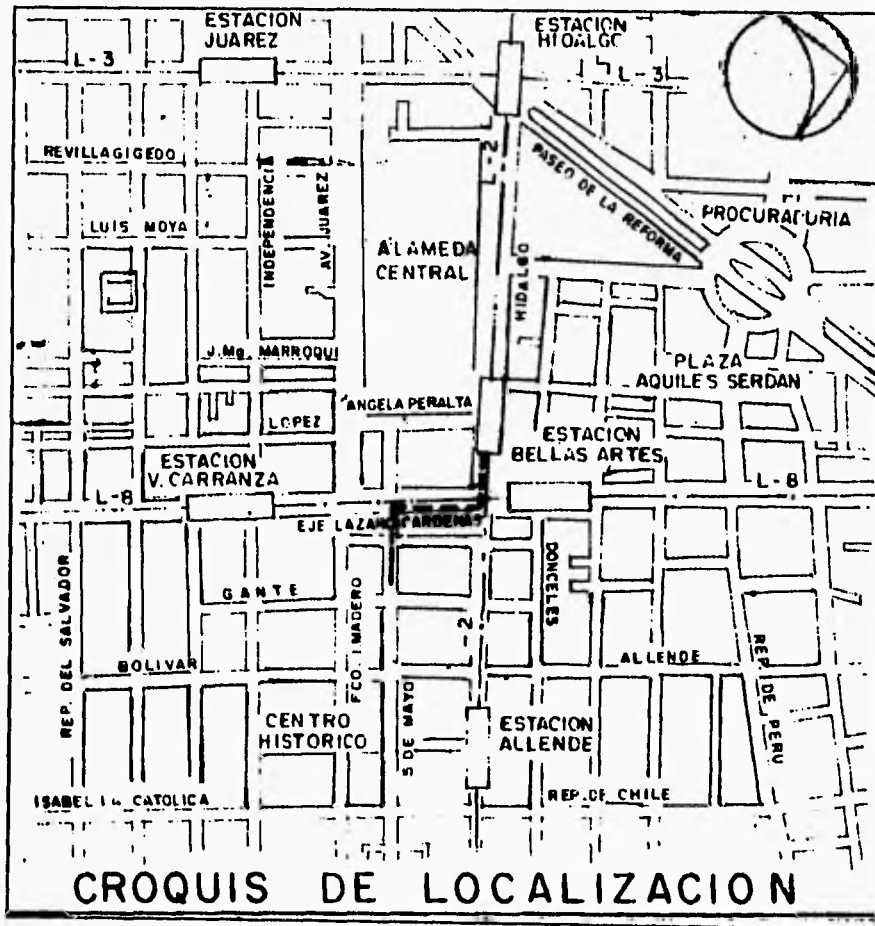 ESTACION
JUAREZ
ESTACION
HIDALGO
L-3
L-3
REVILLAGIGEDO
INDEPENDENCIA
AV. JUAREZ
L-2
PASEO DE LA REFORMA
PROCURADURIA
LUIS MOYA
ALAMEDA
CENTRAL
HIDALGO
J. Mg. MARROQUI
PLAZA
AQUILES SERDAN
ANGELA PERALTA
LOPEZ
ESTACION
BELLAS ARTES
ESTACION
V. CARRANZA
L-8
L-8
EJE LAZARO CARDENAS
REP. DEL SALVADOR
GANTE
FCO. I. MADERO
DONCELES
BOLIVAR
ALLENDE
REP. DE PERU
5 DE MAYO
L-2
CENTRO
HISTORICO
ESTACION
ALLENDE
ISABEL LA CATOLICA
REP. DE CHILE
CROQUIS DE LOCALIZACION